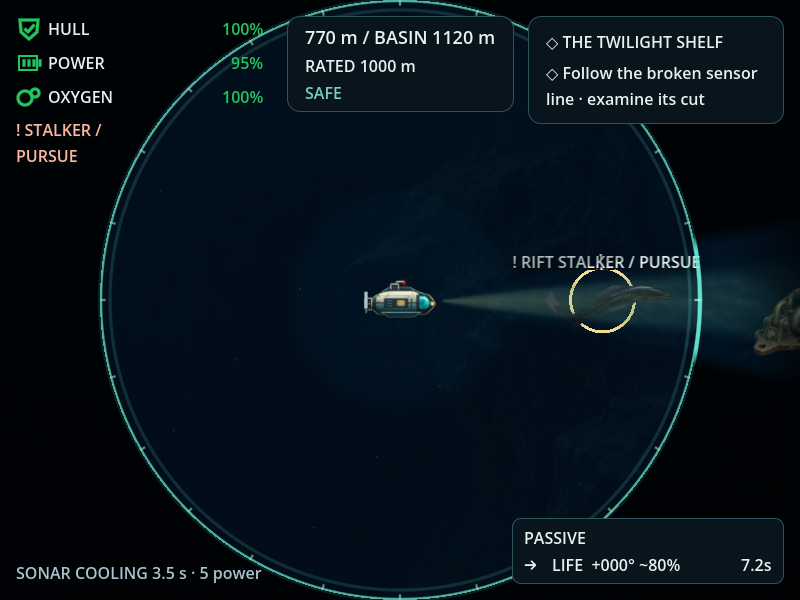 HULL 100%
POWER 95%
OXYGEN 100%
! STALKER /
PURSUE
770 m / BASIN 1120 m
RATED 1000 m
SAFE
◇ THE TWILIGHT SHELF
◇ Follow the broken sensor
line · examine its cut
! RIFT STALKER / PURSUE
SONAR COOLING 3.5 s · 5 power
PASSIVE
→ LIFE +000° ~80% 7.2s